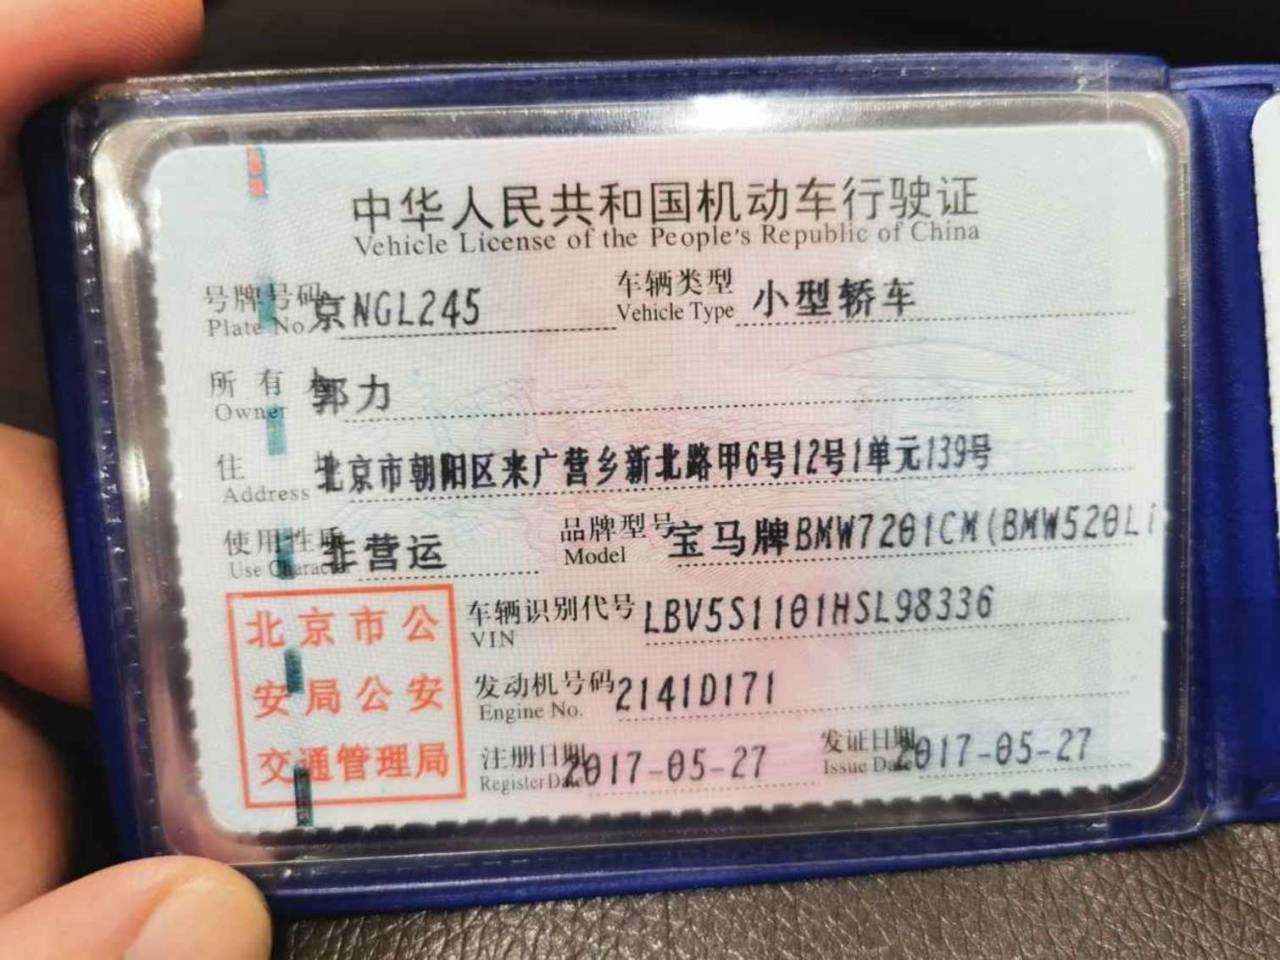 中华人民共和国机动车行驶证
Vehicle License of the People's Republic of China
号牌号码 京NGL245 车辆类型 小型轿车
Plate No. Vehicle Type
所有人 郭力
Owner
住 北京市朝阳区来广营乡新北路甲6号12号1单元139号
Address
使用性质 非营运 品牌型号 宝马牌BMW7201CM(BMW520Li
Use Character Model
北京市公
安局公安
交通管理局
车辆识别代号 LBV5S1101HSL98336
VIN
发动机号码 2141D171
Engine No.
注册日期 2017-05-27 发证日期 2017-05-27
Register Date Issue Date